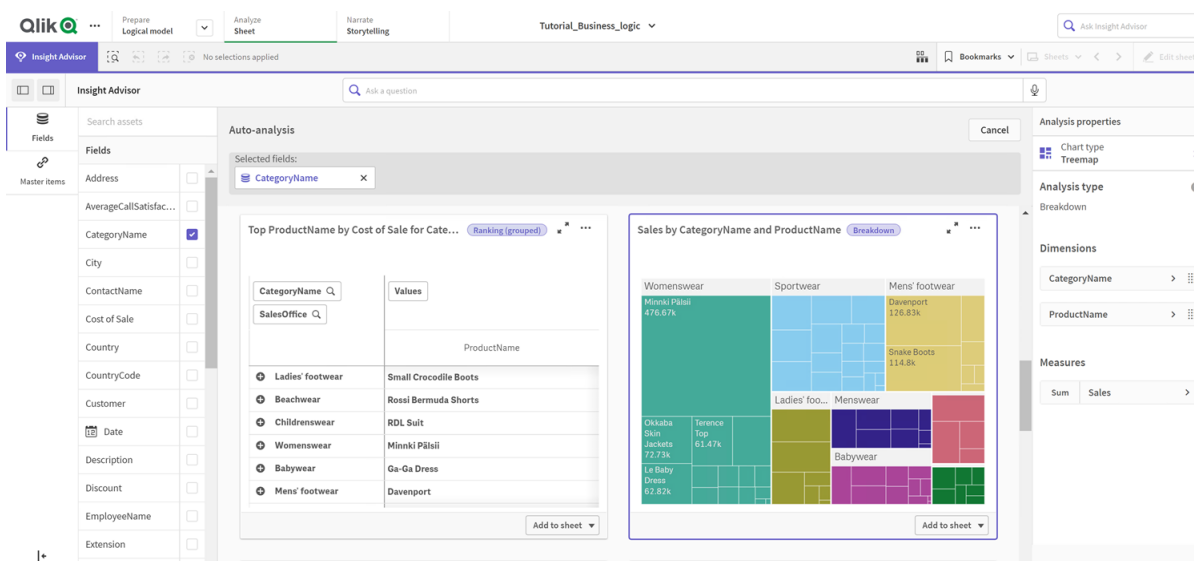 Qlik
Prepare
Logical model
Analyze
Sheet
Narrate
Storytelling
Tutorial_Business_logic
Ask Insight Advisor
Insight Advisor
No selections applied
Bookmarks
Sheets
Edit sheet
Insight Advisor
Ask a question
Fields
Master items
Search assets
Fields
Address
AverageCallSatisfac...
CategoryName
City
ContactName
Cost of Sale
Country
CountryCode
Customer
Date
Description
Discount
EmployeeName
Extension
Auto-analysis
Cancel
Selected fields:
CategoryName
Top ProductName by Cost of Sale for Cate...
Ranking (grouped)
CategoryName
Values
SalesOffice
ProductName
Ladies' footwear Small Crocodile Boots
Beachwear Rossi Bermuda Shorts
Childrenswear RDL Suit
Womenswear Minnki Pälsii
Babywear Ga-Ga Dress
Mens' footwear Davenport
Add to sheet
Sales by CategoryName and ProductName
Breakdown
Womenswear
Minnki Pälsii
476.67k
Okkaba
Skin
Jackets
72.73k
Terence
Top
61.47k
Le Baby
Dress
62.82k
Sportwear
Mens' footwear
Davenport
126.83k
Snake Boots
114.8k
Ladies' foo...
Menswear
Babywear
Add to sheet
Analysis properties
Chart type
Treemap
Analysis type
Breakdown
Dimensions
CategoryName
ProductName
Measures
Sum Sales